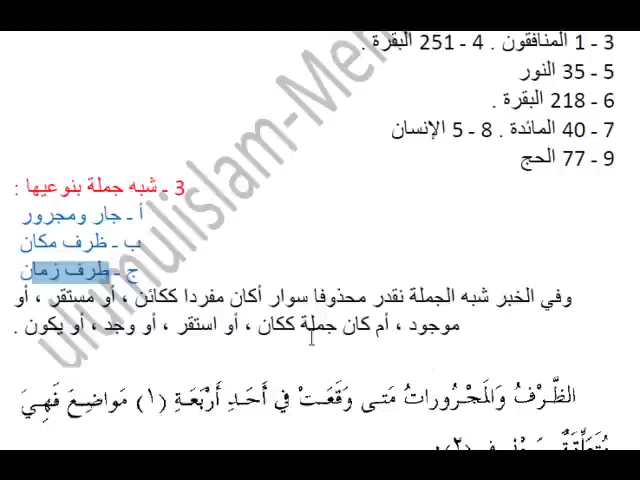 3 - 1 المنافقون . 4 - 251 البقرة .
5 - 35 النور
6 - 218 البقرة .
7 - 40 المائدة . 8 - 5 الإنسان
9 - 77 الحج
3 ـ شبه جملة بنوعيها :
أ ـ جار ومجرور
ب ـ ظرف مكان
ج ـ ظرف زمان
وفي الخبر شبه الجملة نقدر محذوفا سوار أكان مفردا ككائن ، أو مستقر ، أو
موجود ، أم كان جملة ككان ، أو استقر ، أو وجد ، أو يكون .
الظَّرْفُ وَالمَجْرُورَاتُ مَتَى وَقَعَتْ فِي أَحَدِ أَرْبَعَةِ (١) مَوَاضِعَ فَهِيَ
مُتَعَلِّقَةٌ
ulumulislam-Men